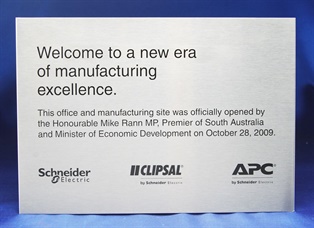 Welcome to a new era
of manufacturing
excellence.
This office and manufacturing site was officially opened by
the Honourable Mike Rann MP, Premier of South Australia
and Minister of Economic Development on October 28, 2009.
Schneider Electric
CLIPSAL
by Schneider Electric
APC
by Schneider Electric